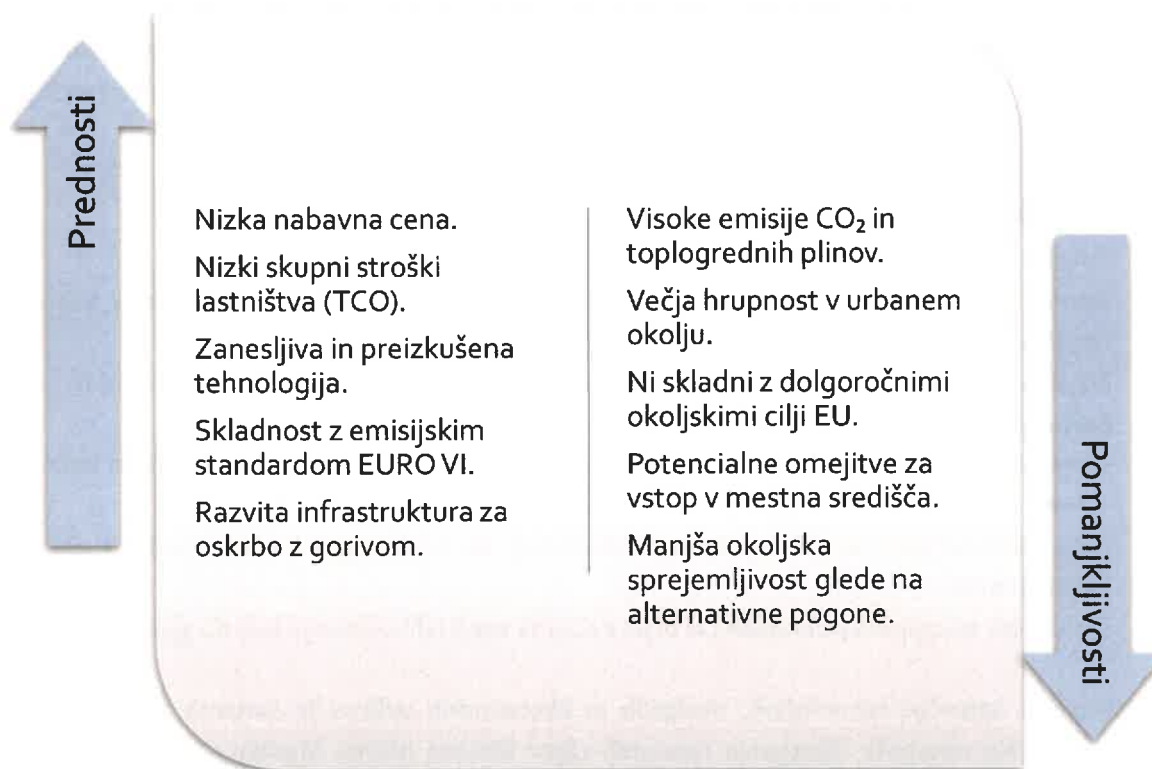 Prednosti
Nizka nabavna cena.
Nizki skupni stroški
lastništva (TCO).
Zanesljiva in preizkušena
tehnologija.
Skladnost z emisijskim
standardom EURO VI.
Razvita infrastruktura za
oskrbo z gorivom.
Visoke emisije CO₂ in
toplogrednih plinov.
Večja hrupnost v urbanem
okolju.
Ni skladni z dolgoročnimi
okoljskimi cilji EU.
Potencialne omejitve za
vstop v mestna središča.
Manjša okoljska
sprejemljivost glede na
alternativne pogone.
Pomanjkljivosti